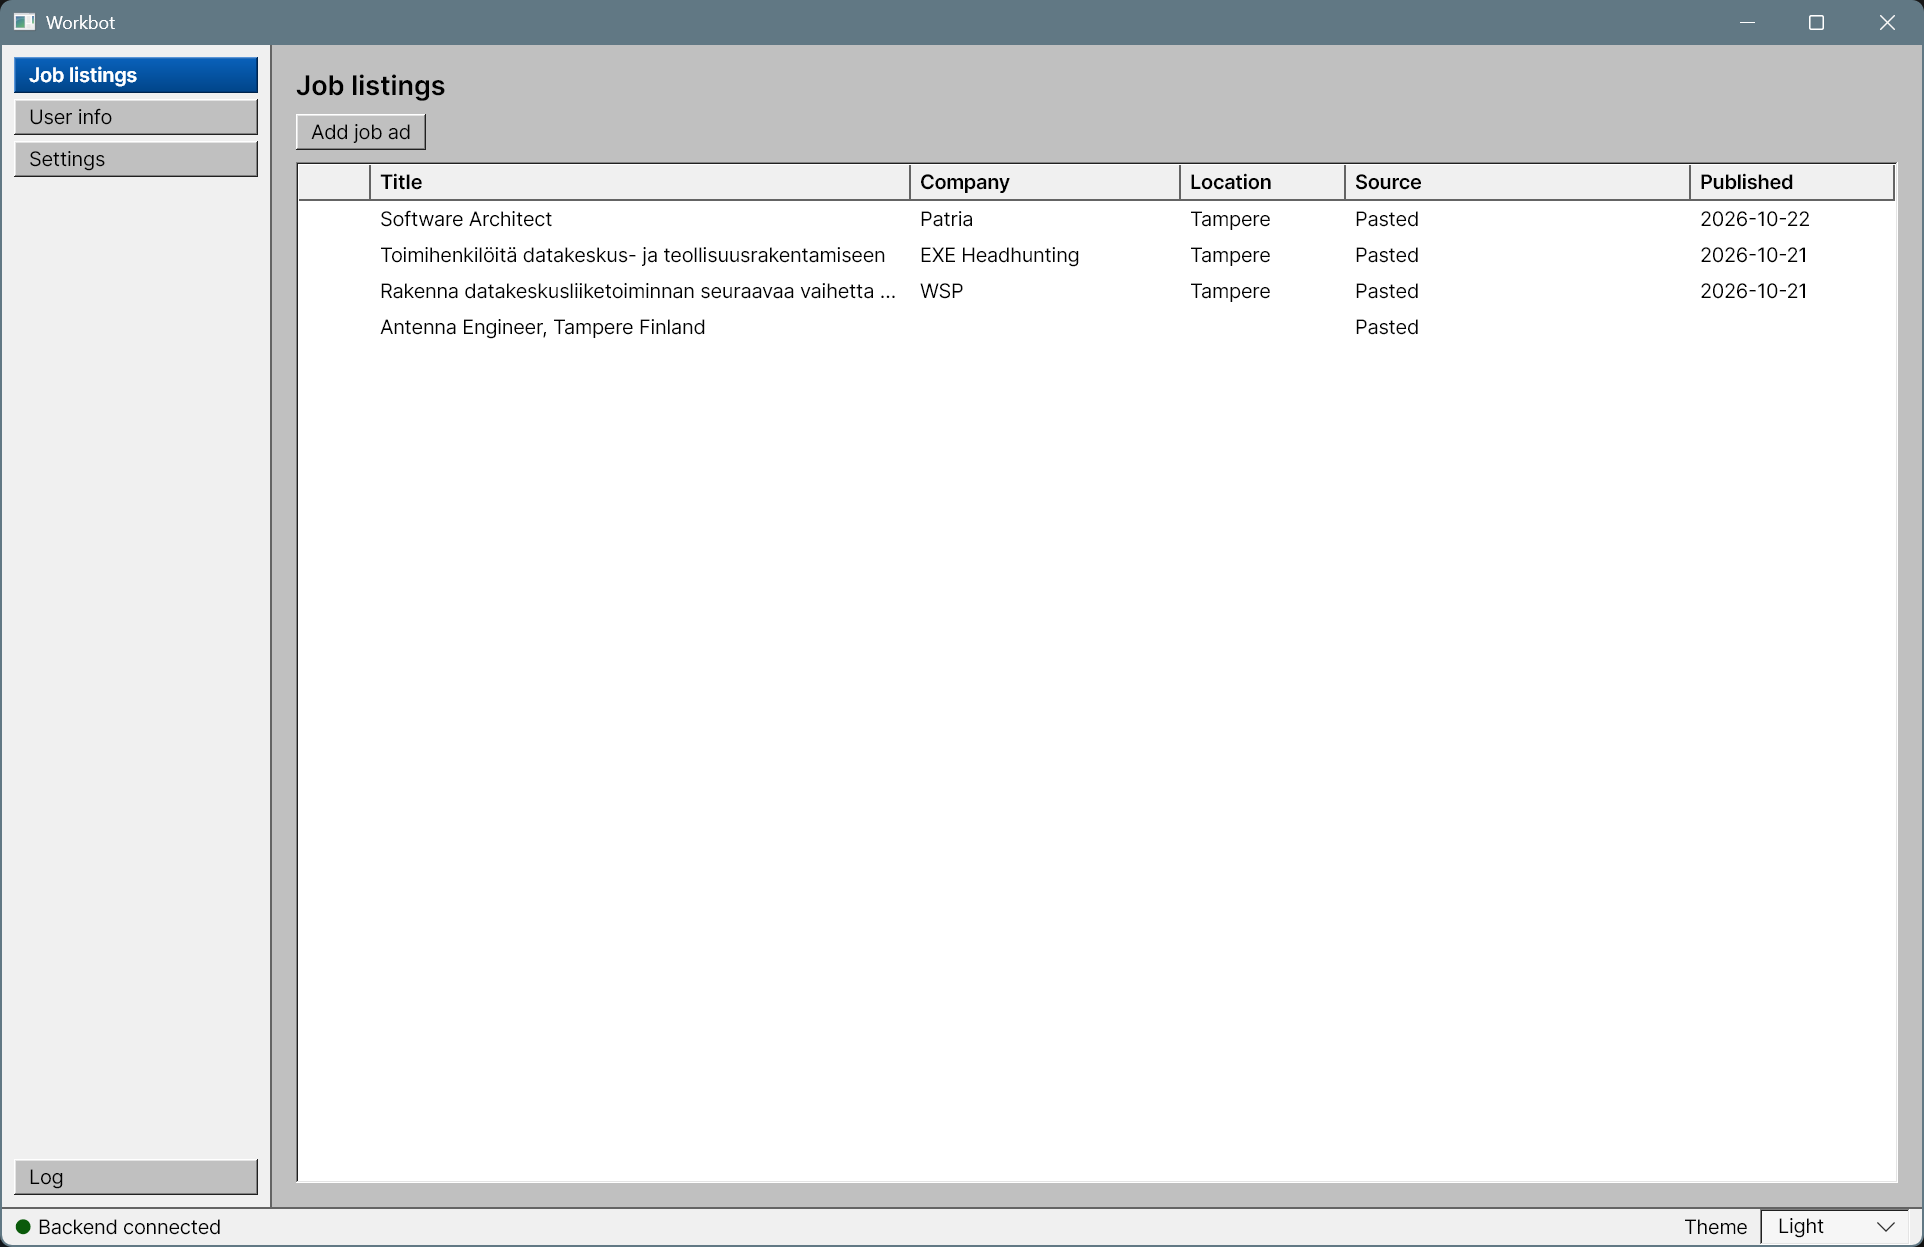 Workbot
Job listings
User info
Settings
Log
Job listings
Add job ad
Title Company Location Source Published
Software Architect Patria Tampere Pasted 2026-10-22
Toimihenkilöitä datakeskus- ja teollisuusrakentamiseen EXE Headhunting Tampere Pasted 2026-10-21
Rakenna datakeskusliiketoiminnan seuraavaa vaihetta ... WSP Tampere Pasted 2026-10-21
Antenna Engineer, Tampere Finland Pasted
Backend connected
Theme Light